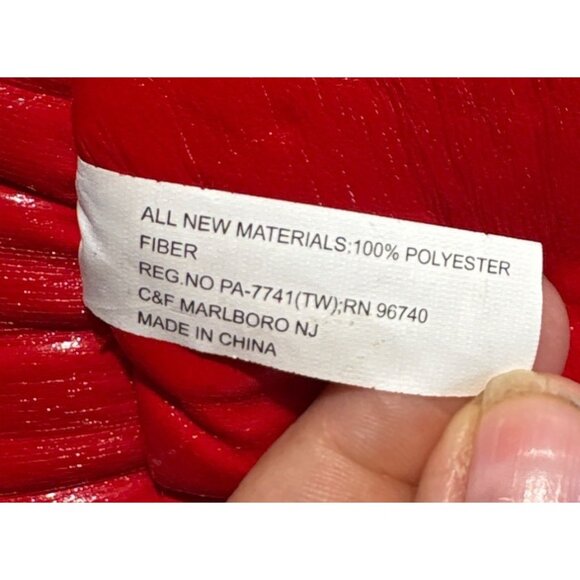 ALL NEW MATERIALS:100% POLYESTER
FIBER
REG.NO PA-7741(TW);RN 96740
C&F MARLBORO NJ
MADE IN CHINA